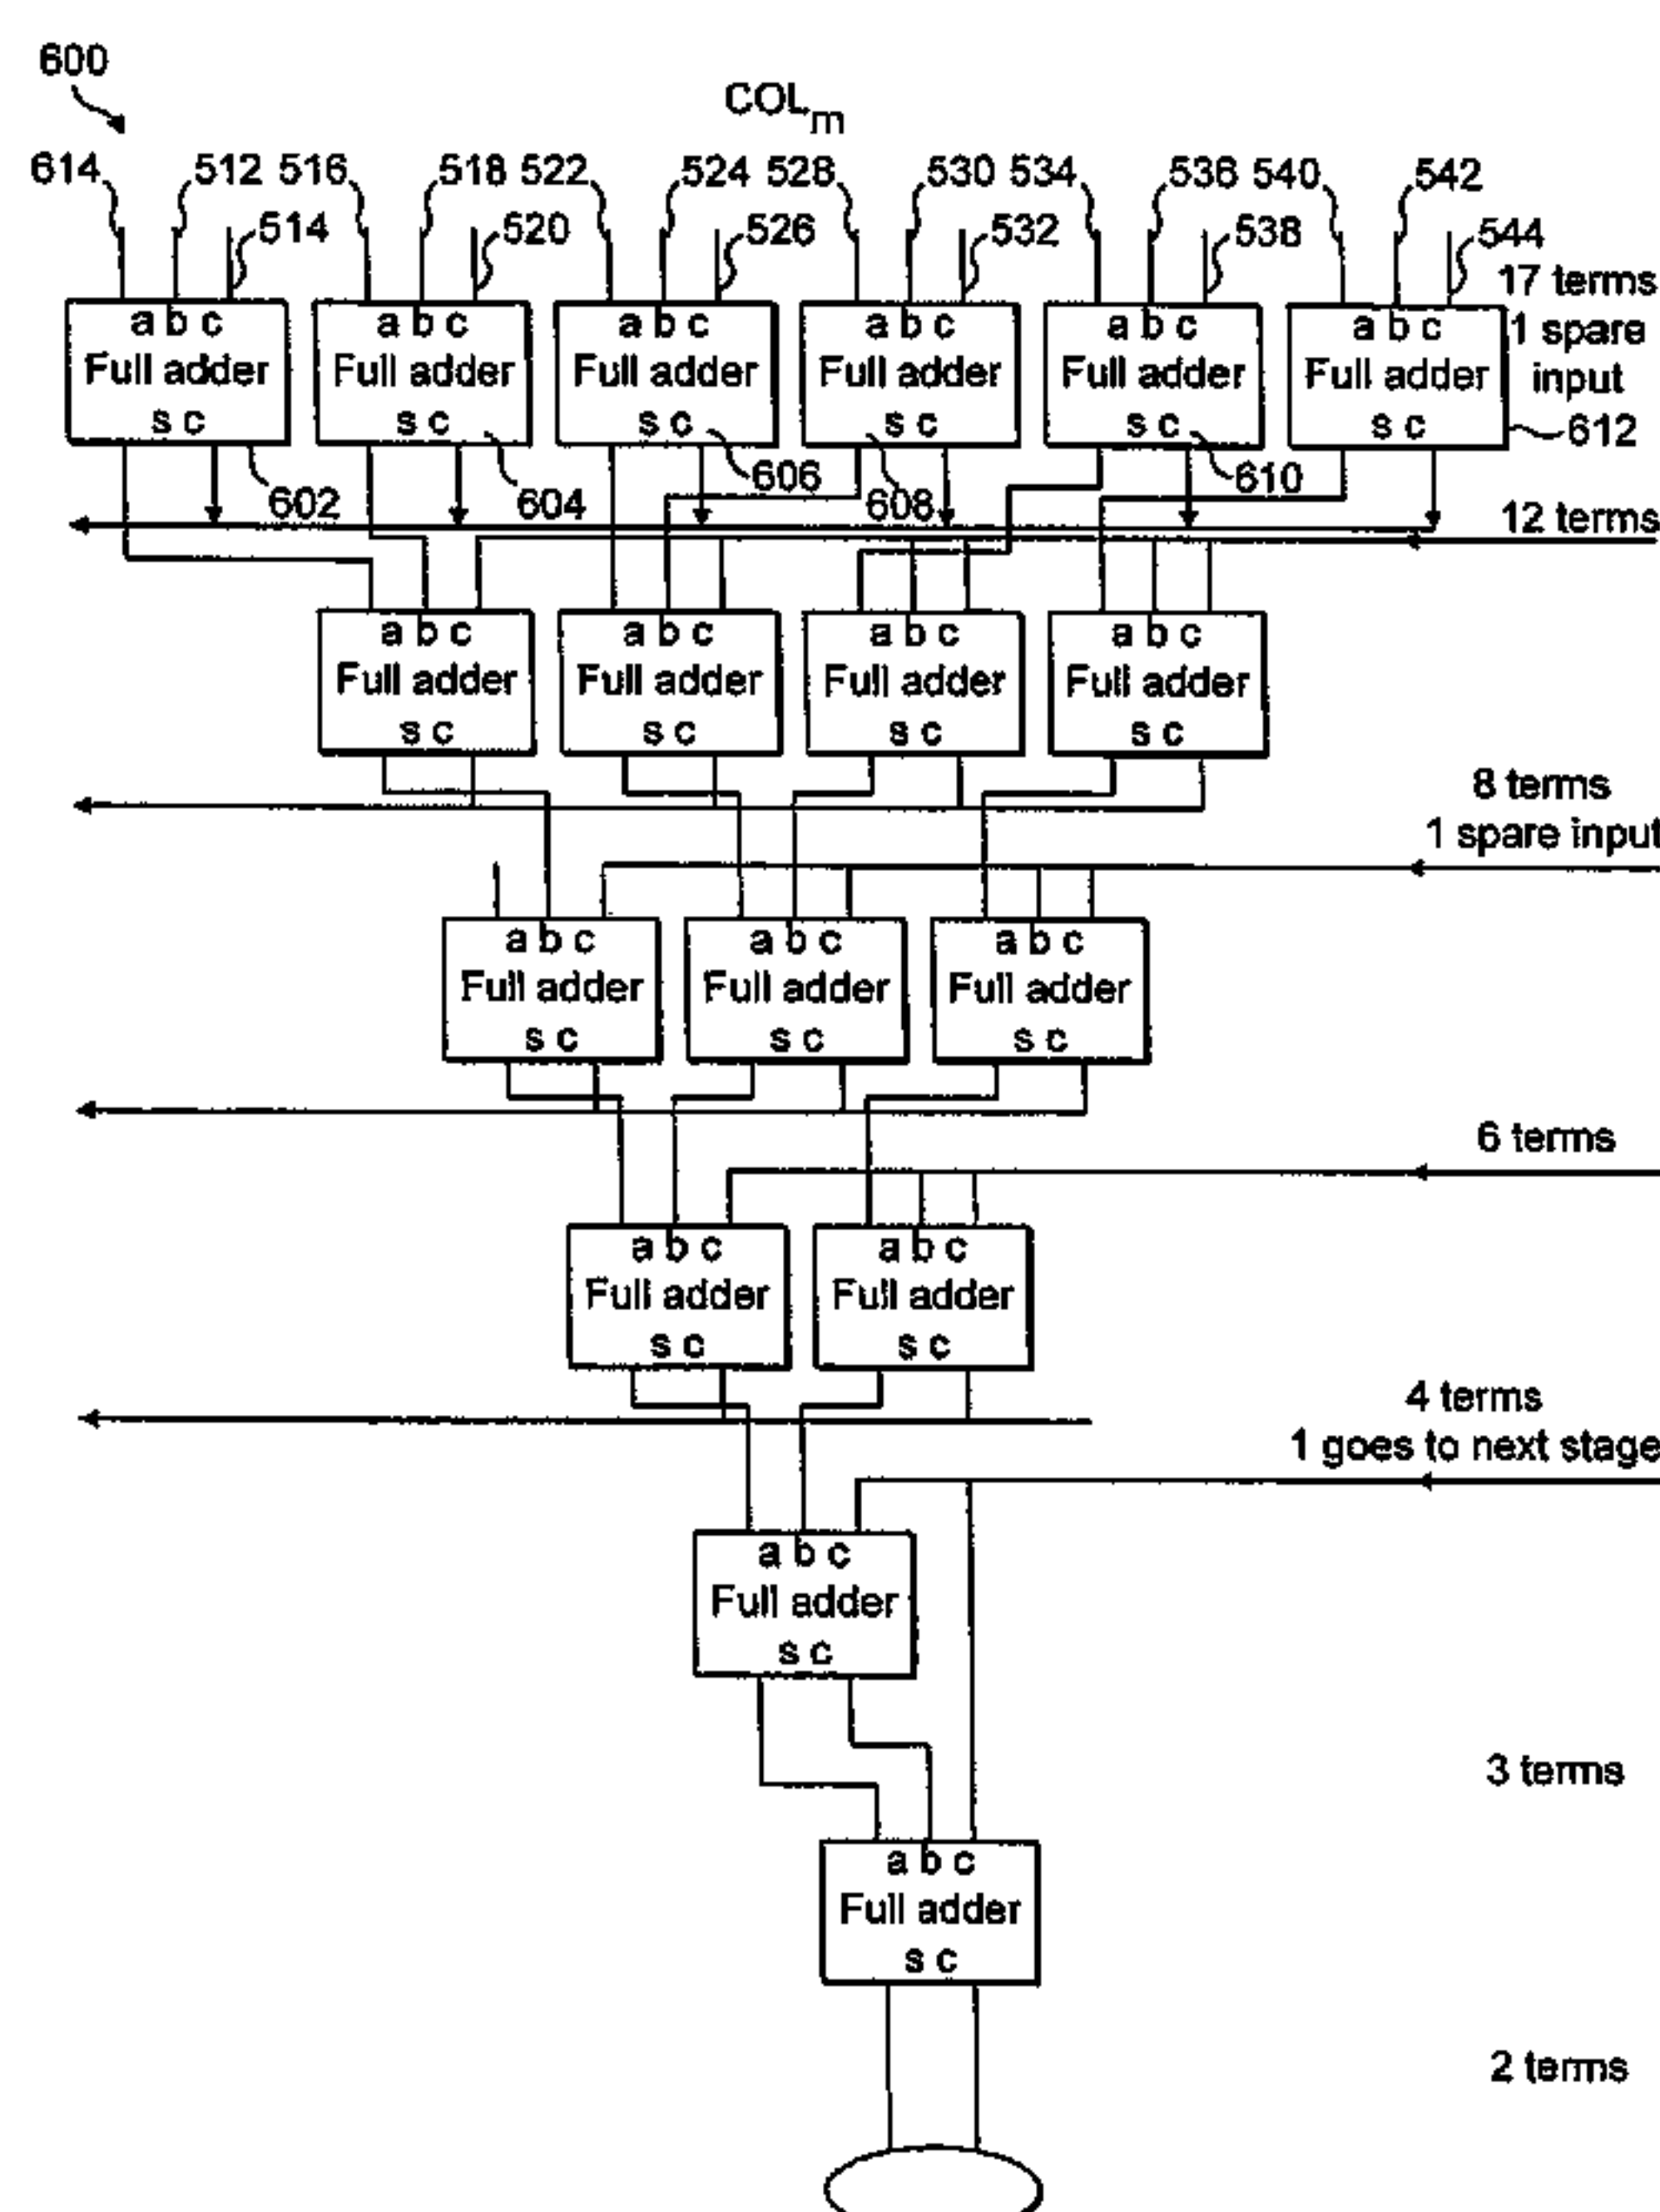 600
COLm
614 512 516 518 522 524 528 530 534 536 540 542
514 520 526 532 538 544
17 terms
1 spare
input
a b c a b c a b c a b c a b c a b c
Full adder Full adder Full adder Full adder Full adder Full adder
s c s c s c s c s c s c
602 604 606 608 610 612
12 terms
a b c a b c a b c a b c
Full adder Full adder Full adder Full adder
s c s c s c s c
8 terms
1 spare input
a b c a b c a b c
Full adder Full adder Full adder
s c s c s c
6 terms
a b c a b c
Full adder Full adder
s c s c
4 terms
1 goes to next stage
a b c
Full adder
s c
3 terms
a b c
Full adder
s c
2 terms